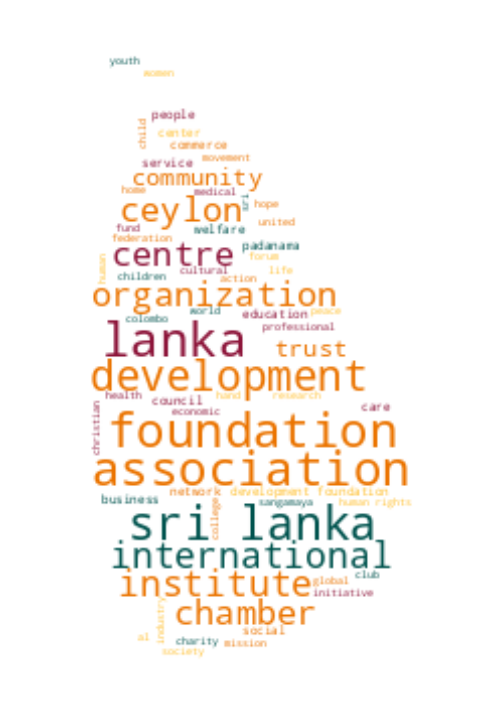 youth
women
people
child
center
commerce
movement
service
community
home
medical
sri
hope
ceylon
united
fund
welfare
federation
padanama
centre
forum
human
cultural
life
children
action
organization
world
education
peace
colombo
professional
lanka
trust
development
health
hand
research
council
care
economic
christian
foundation
association
network
development foundation
business
sangamaya
human rights
college
sri lanka
international
institute
global
club
initiative
chamber
industry
social
al
charity
mission
society